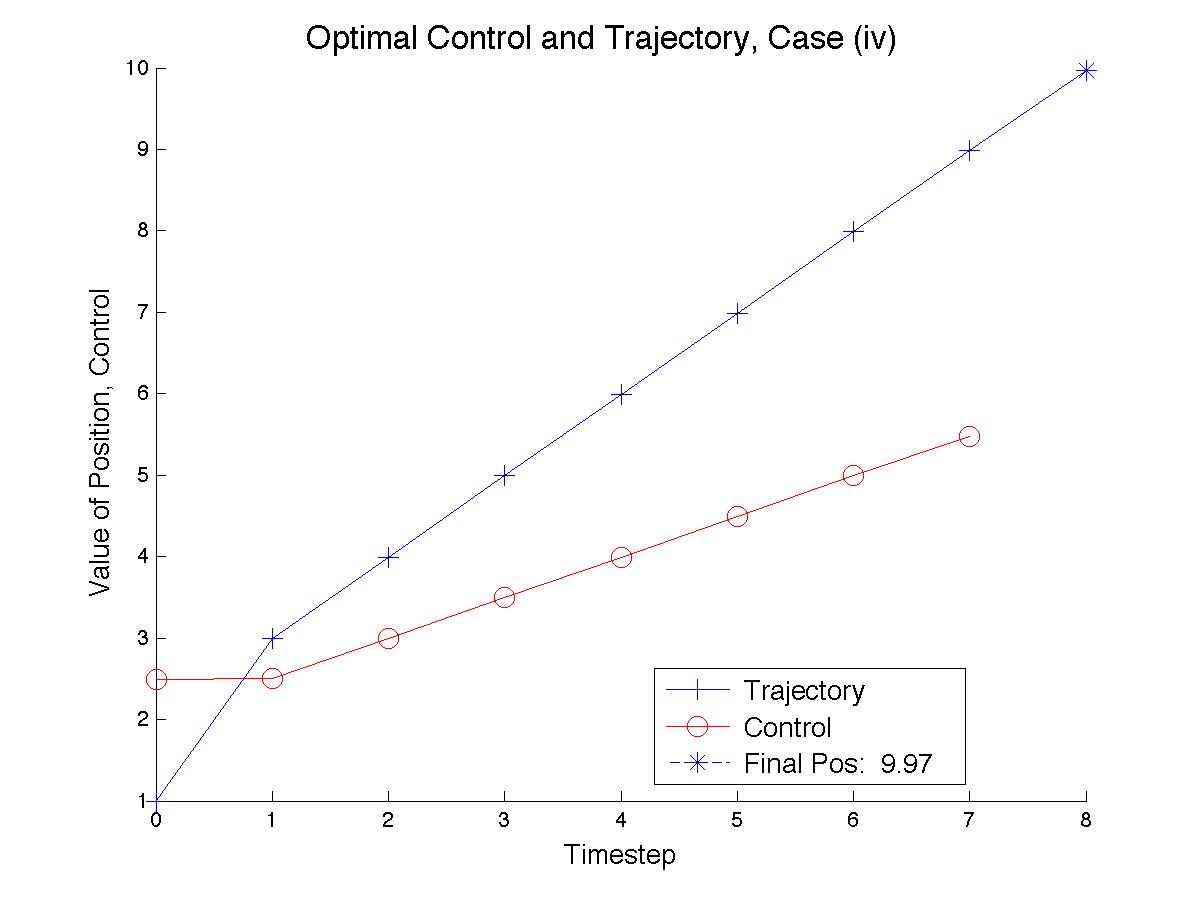 Optimal Control and Trajectory, Case (iv)
10
9
8
7
6
5
4
3
2
1
Value of Position, Control
0 1 2 3 4 5 6 7 8
Timestep
Trajectory
Control
Final Pos: 9.97